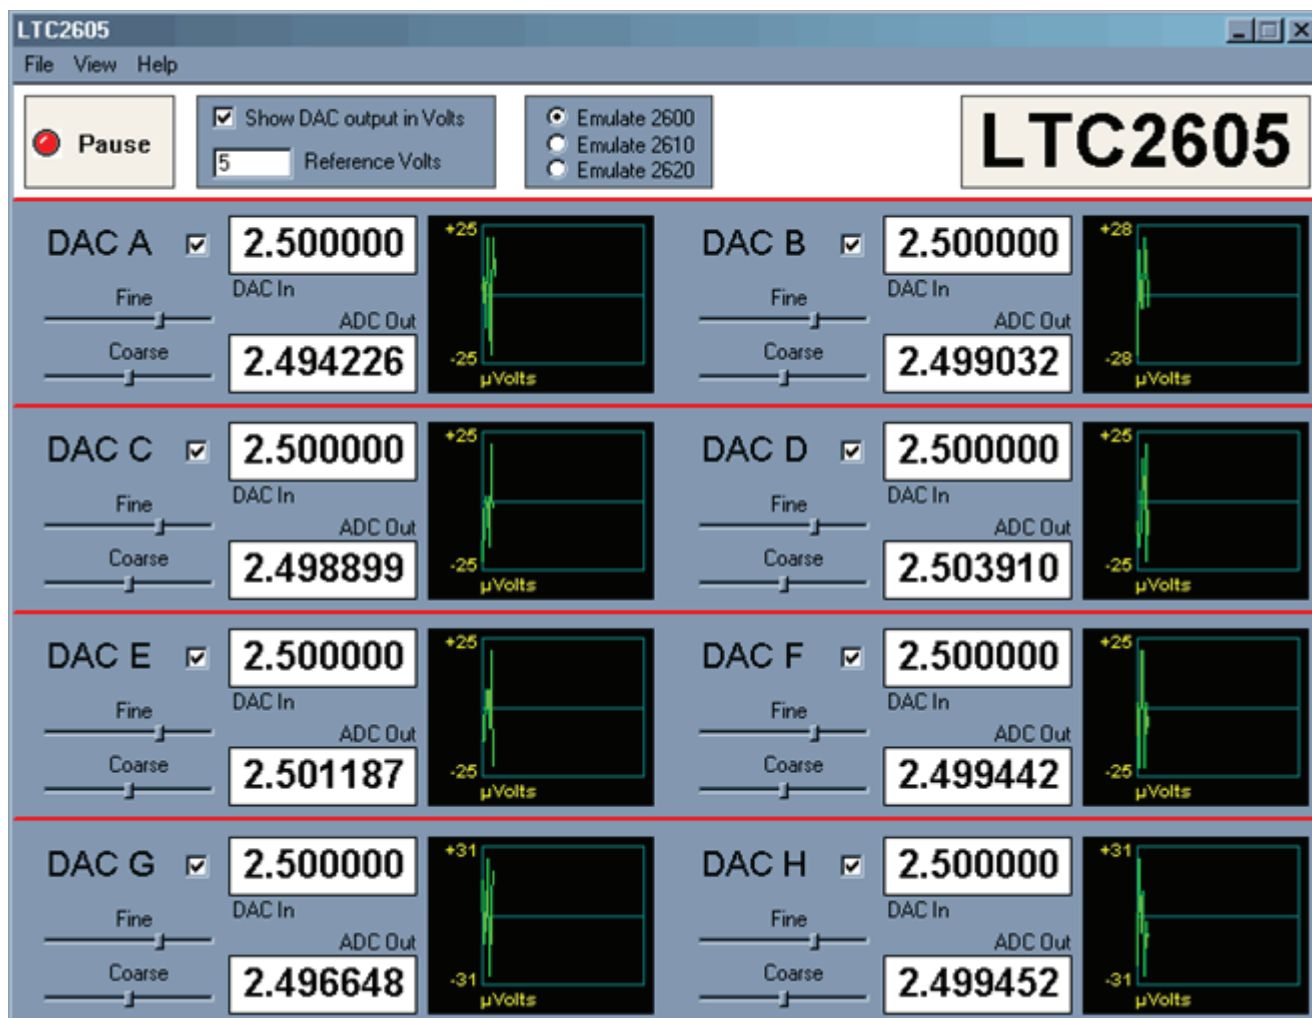 LTC2605
File View Help
Pause
Show DAC output in Volts
5 Reference Volts
Emulate 2600
Emulate 2610
Emulate 2620
LTC2605
DAC A
2.500000
DAC In
Fine
ADC Out
Coarse
2.494226
+25
-25
µVolts
DAC B
2.500000
DAC In
Fine
ADC Out
Coarse
2.499032
+28
-28
µVolts
DAC C
2.500000
DAC In
Fine
ADC Out
Coarse
2.498899
+25
-25
µVolts
DAC D
2.500000
DAC In
Fine
ADC Out
Coarse
2.503910
+25
-25
µVolts
DAC E
2.500000
DAC In
Fine
ADC Out
Coarse
2.501187
+25
-25
µVolts
DAC F
2.500000
DAC In
Fine
ADC Out
Coarse
2.499442
+25
-25
µVolts
DAC G
2.500000
DAC In
Fine
ADC Out
Coarse
2.496648
+31
-31
µVolts
DAC H
2.500000
DAC In
Fine
ADC Out
Coarse
2.499452
+31
-31
µVolts